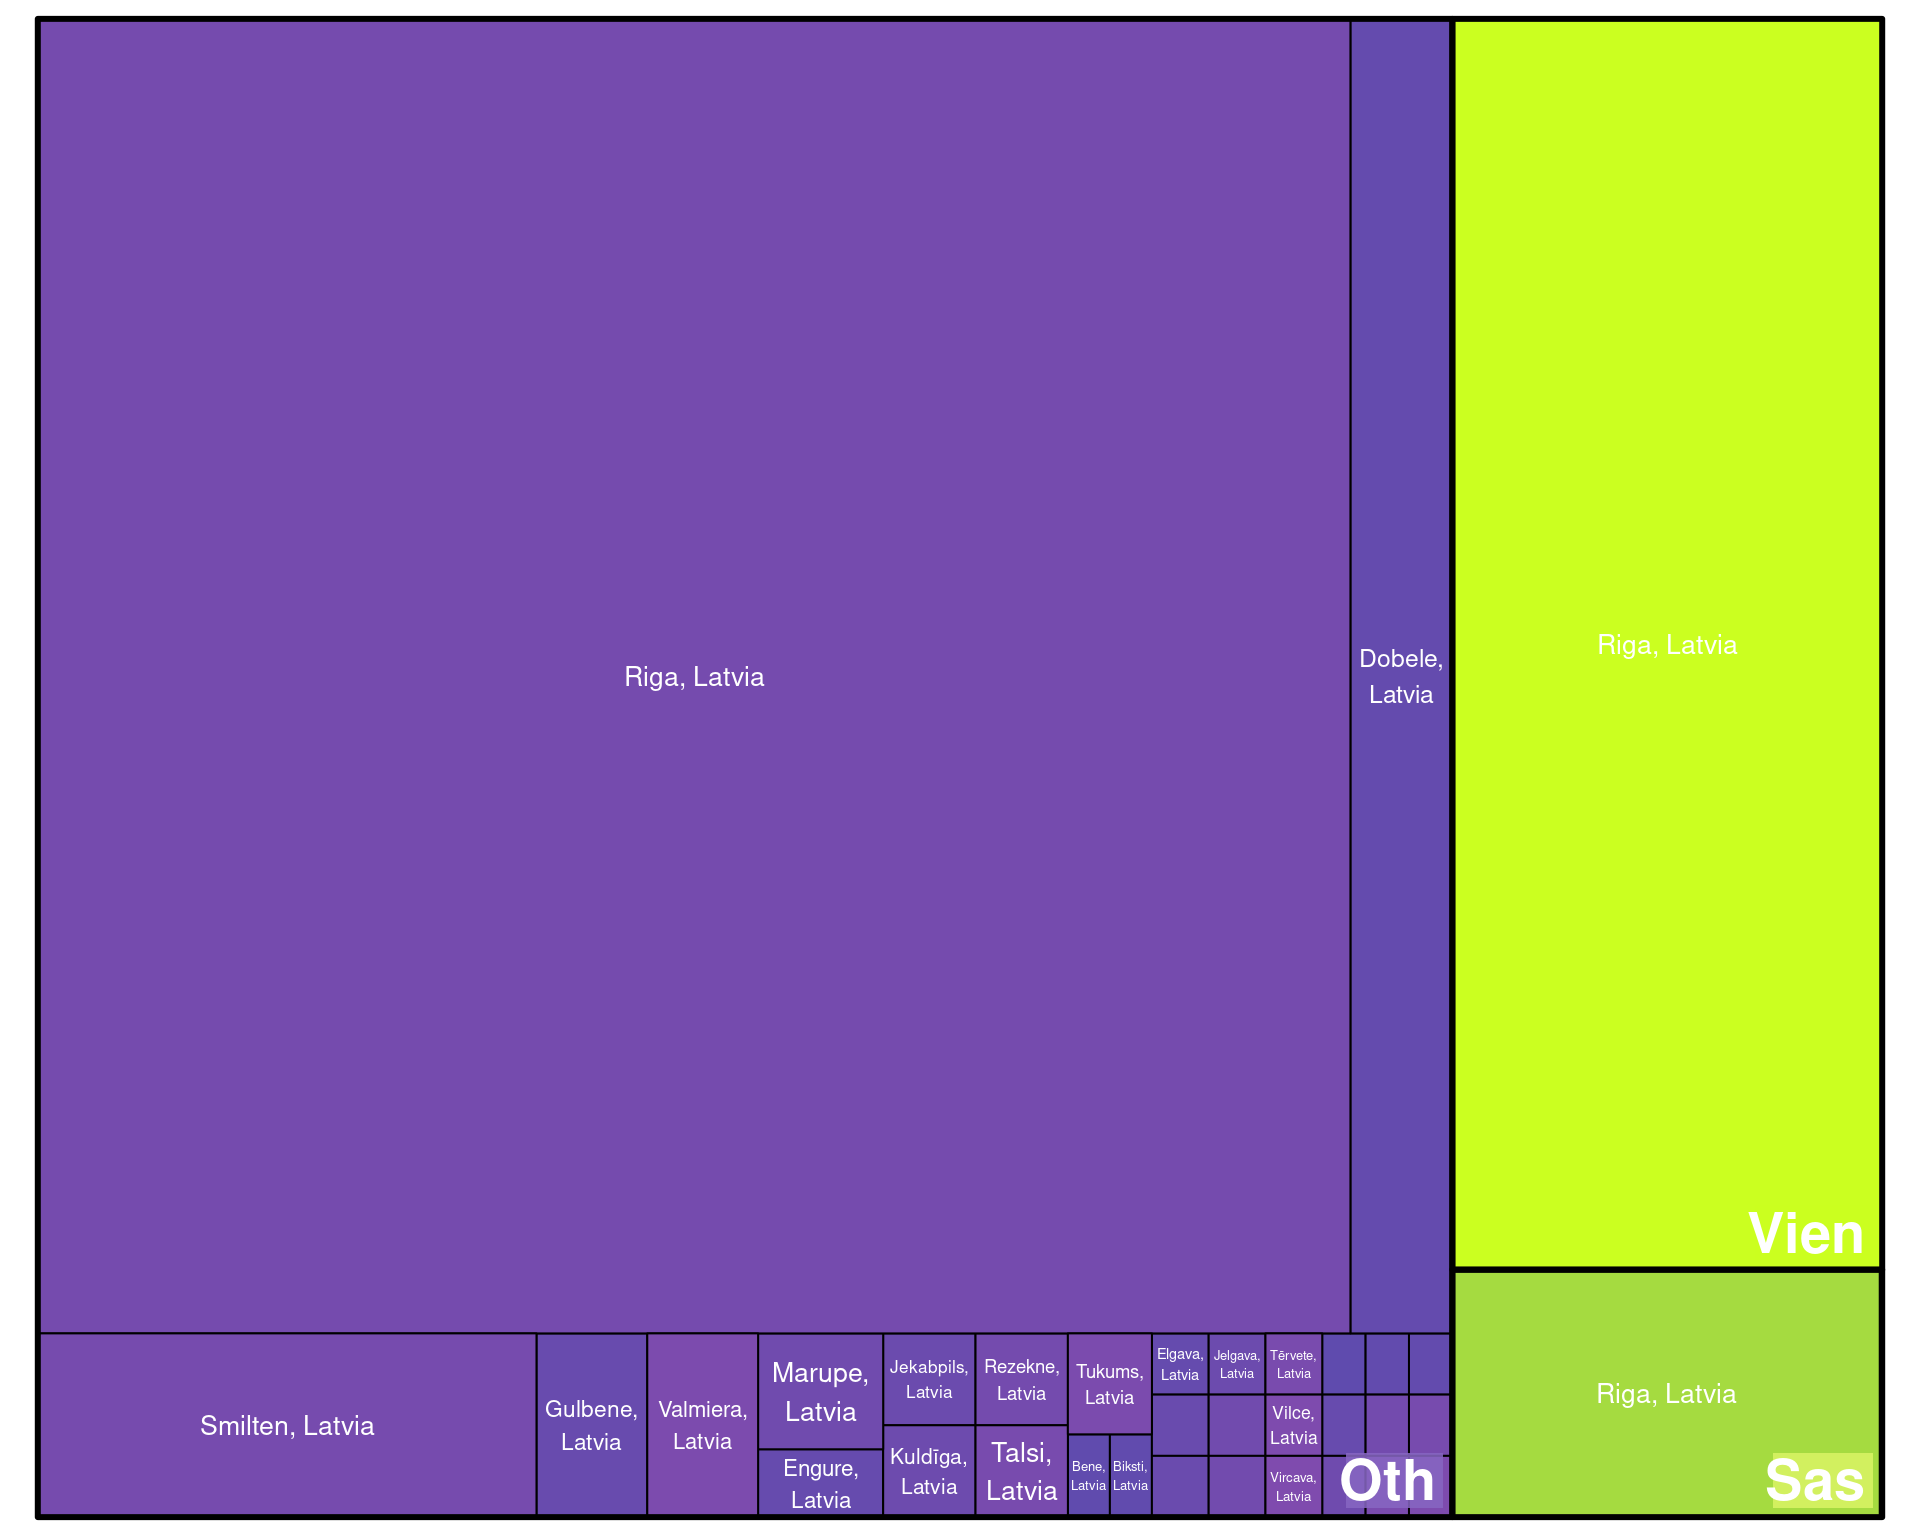 Riga, Latvia
Dobele,
Latvia
Riga, Latvia
Vien
Smilten, Latvia
Gulbene,
Latvia
Valmiera,
Latvia
Marupe,
Latvia
Engure,
Latvia
Jekabpils,
Latvia
Kuldīga,
Latvia
Rezekne,
Latvia
Talsi,
Latvia
Tukums,
Latvia
Bene,
Latvia
Biksti,
Latvia
Elgava,
Latvia
Jelgava,
Latvia
Tērvete,
Latvia
Vilce,
Latvia
Vircava,
Latvia
Oth
Riga, Latvia
Sas